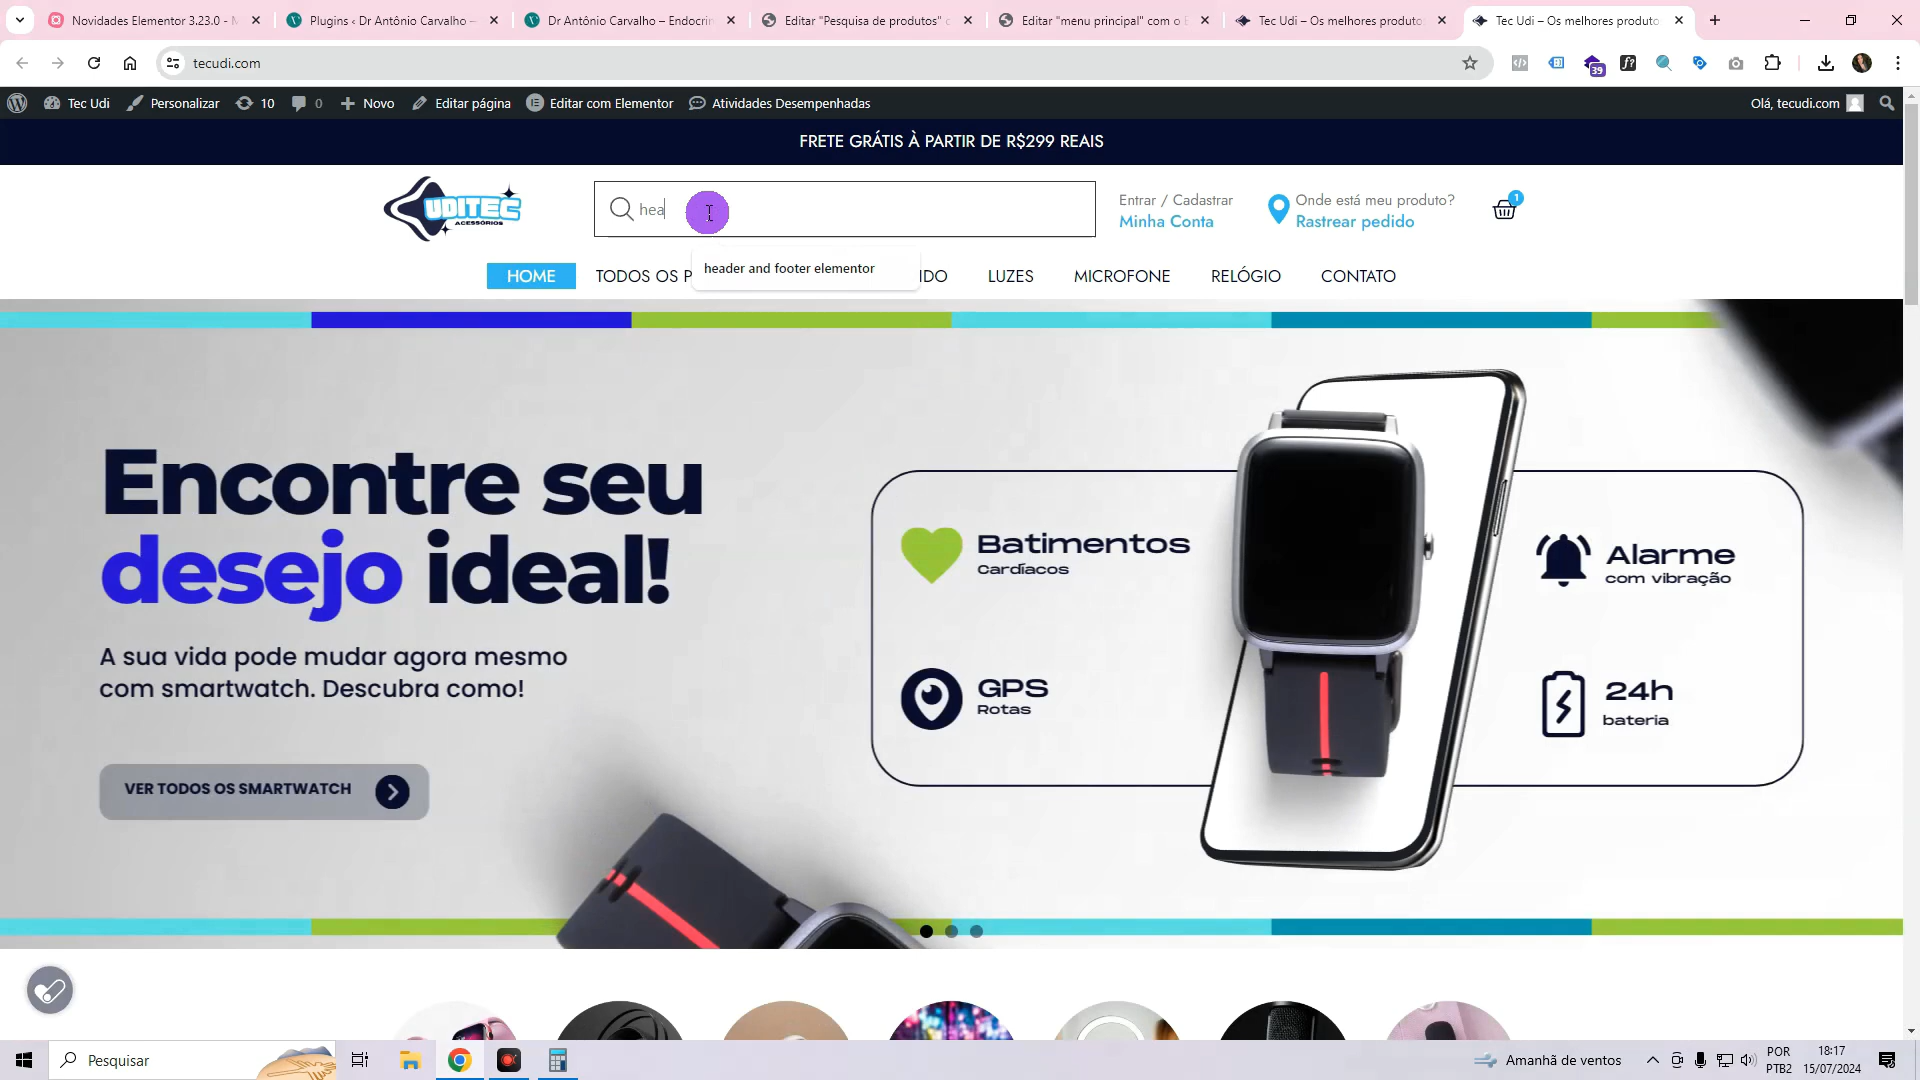 Novidades Elementor 3.23.0 - M
Plugins ‹ Dr Antônio Carvalho —
Dr Antônio Carvalho – Endocrin
Editar "Pesquisa de produtos" c
Editar "menu principal" com o E
Tec Udi – Os melhores produto
Tec Udi – Os melhores produto
tecudi.com
39
Tec Udi
Personalizar
10
0
Novo
Editar página
Editar com Elementor
Atividades Desempenhadas
Olá, tecudi.com
FRETE GRÁTIS À PARTIR DE R$299 REAIS
UDITEC
ACESSÓRIOS
hea
Entrar / Cadastrar
Minha Conta
Onde está meu produto?
Rastrear pedido
1
header and footer elementor
HOME
TODOS OS P
IDO
LUZES
MICROFONE
RELÓGIO
CONTATO
Encontre seu
desejo ideal!
A sua vida pode mudar agora mesmo
com smartwatch. Descubra como!
VER TODOS OS SMARTWATCH
Batimentos
Cardíacos
GPS
Rotas
Alarme
com vibração
24h
bateria
Pesquisar
Amanhã de ventos
POR
PTB2
18:17
15/07/2024